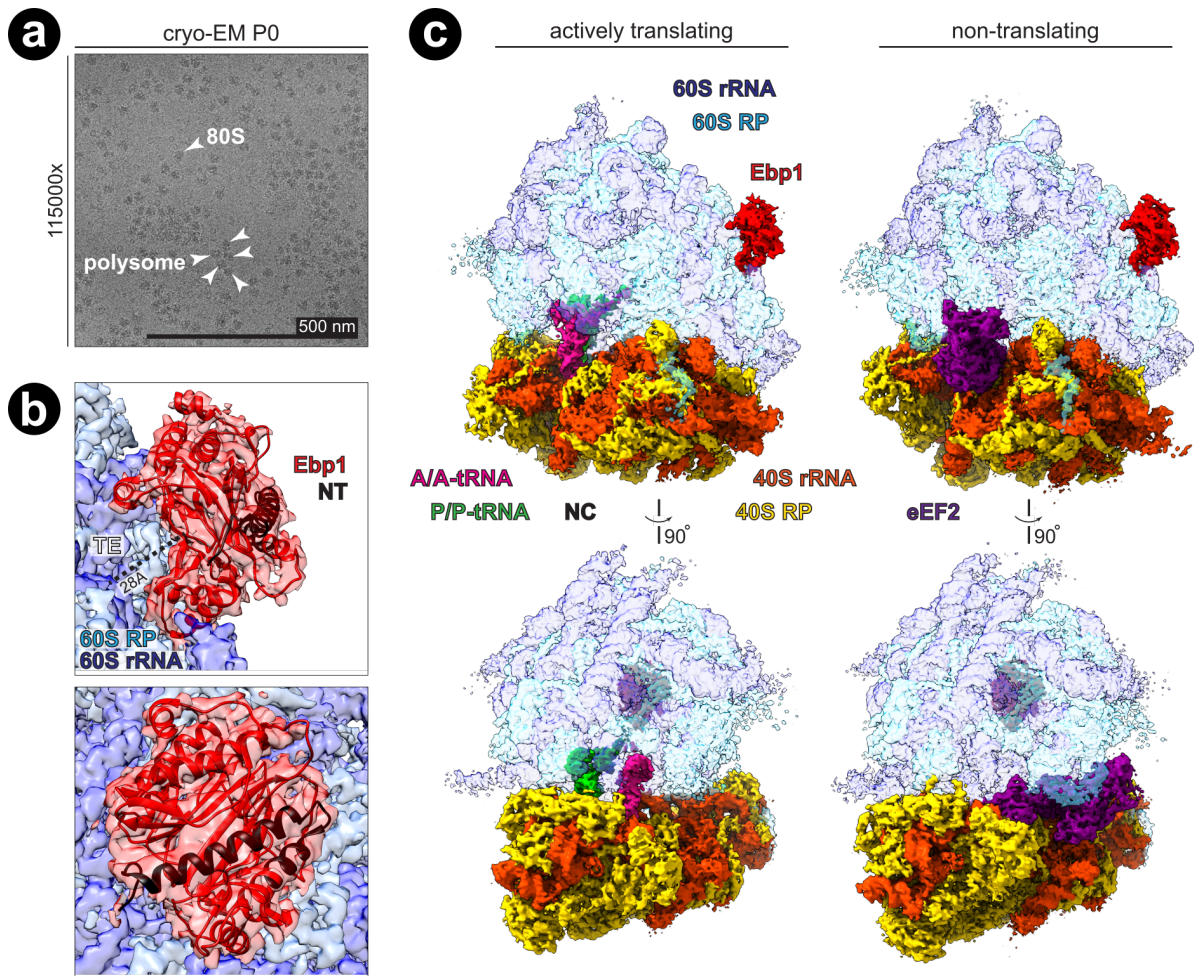 a
cryo-EM P0
115000x
80S
polysome
500 nm
b
Ebp1
NT
TE
28Å
60S RP
60S rRNA
c
actively translating
non-translating
60S rRNA
60S RP
Ebp1
A/A-tRNA
P/P-tRNA
NC
40S rRNA
40S RP
eEF2
90°
90°